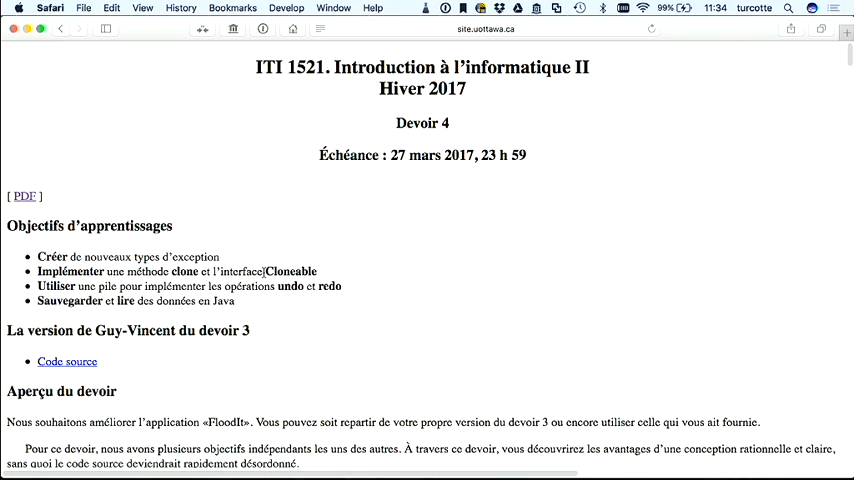 Safari File Edit View History Bookmarks Develop Window Help 99% 11:34 turcotte
site.uottawa.ca
ITI 1521. Introduction à l’informatique II
Hiver 2017
Devoir 4
Échéance : 27 mars 2017, 23 h 59
[ PDF ]
Objectifs d’apprentissages
• Créer de nouveaux types d’exception
• Implémenter une méthode clone et l’interface Cloneable
• Utiliser une pile pour implémenter les opérations undo et redo
• Sauvegarder et lire des données en Java
La version de Guy-Vincent du devoir 3
• Code source
Aperçu du devoir
Nous souhaitons améliorer l’application «FloodIt». Vous pouvez soit repartir de votre propre version du devoir 3 ou encore utiliser celle qui vous ait fournie.
Pour ce devoir, nous avons plusieurs objectifs indépendants les uns des autres. À travers ce devoir, vous découvrirez les avantages d’une conception rationnelle et claire,
sans quoi le code source deviendrait rapidement désordonné.